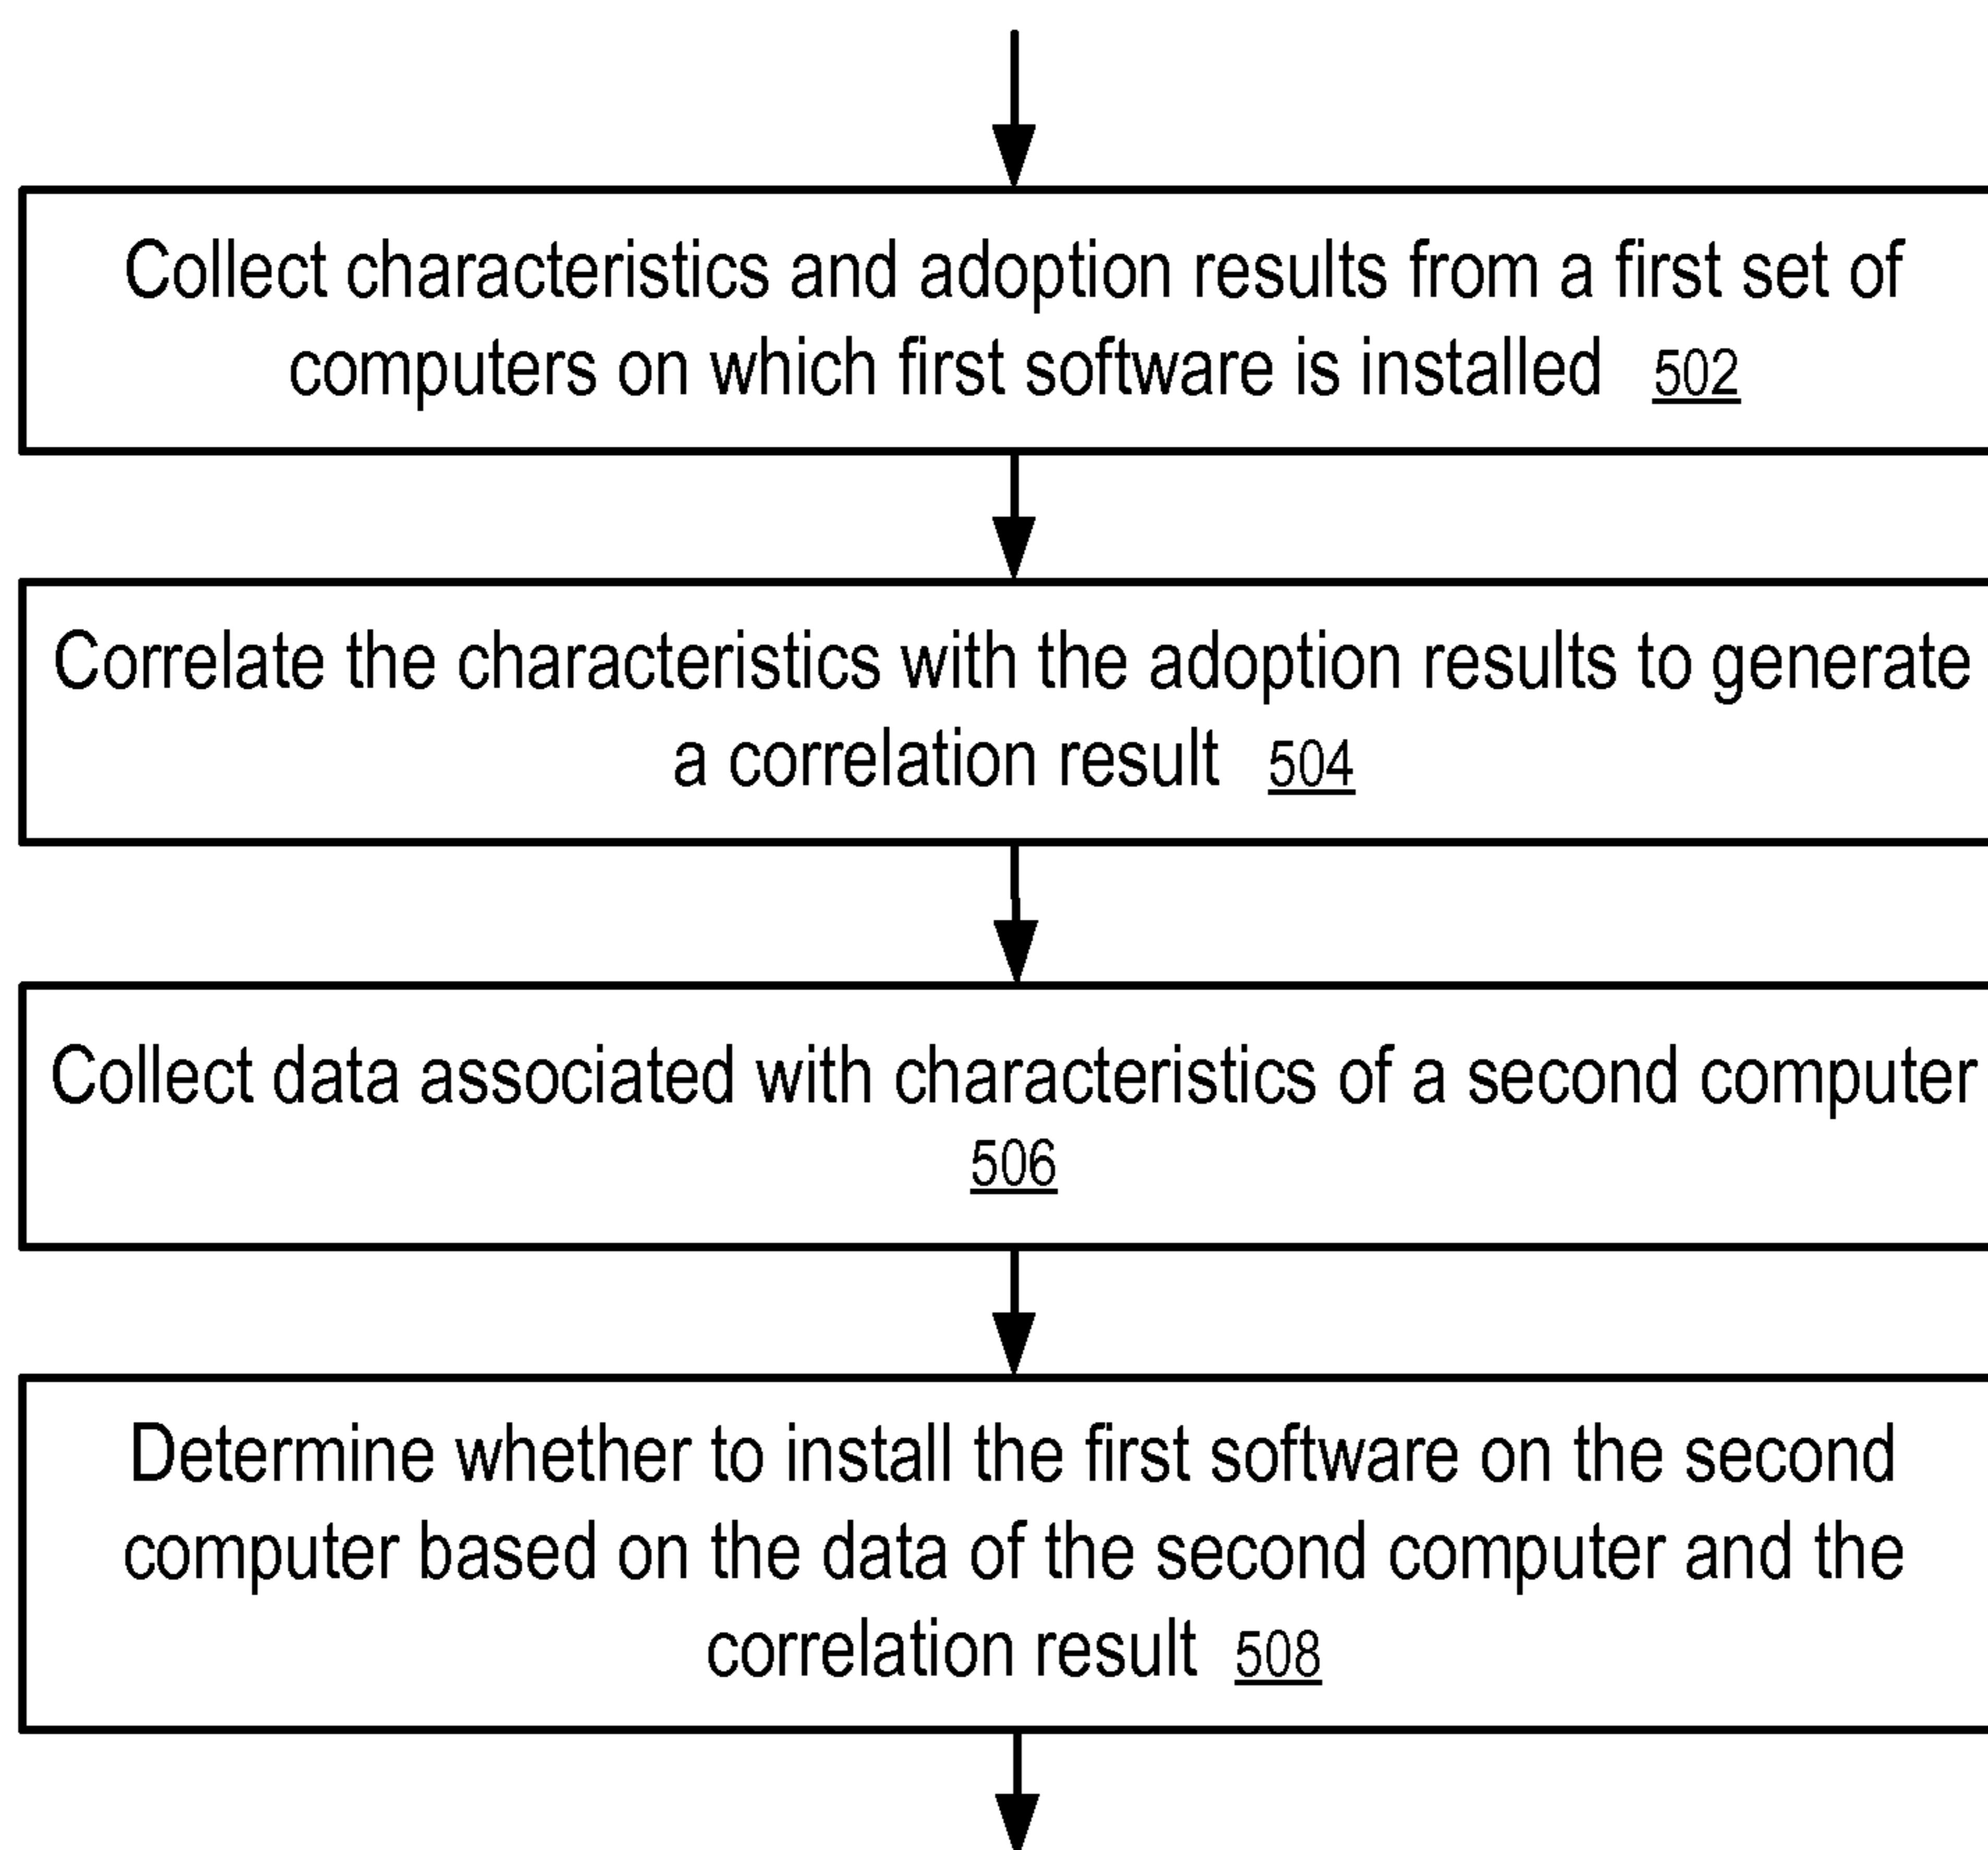 Collect characteristics and adoption results from a first set of
computers on which first software is installed 502
Correlate the characteristics with the adoption results to generate
a correlation result 504
Collect data associated with characteristics of a second computer
506
Determine whether to install the first software on the second
computer based on the data of the second computer and the
correlation result 508